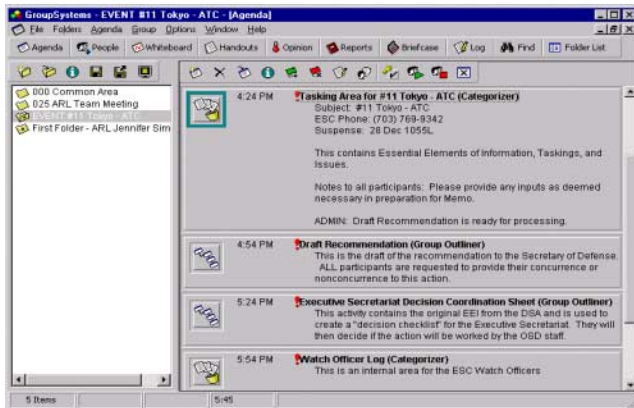 GroupSystems - EVENT #11 Tokyo - ATC - [Agenda]
File Folders Agenda Group Options Window Help
Agenda People Whiteboard Handouts Opinion Reports Briefcase Log Find Folder List
000 Common Area
025 ARL Team Meeting
EVENT #11 Tokyo - ATC
First Folder - ARL Jennifer Sim
4:24 PM Tasking Area for #11 Tokyo - ATC (Categorizer)
Subject: #11 Tokyo - ATC
ESC Phone: (703) 769-9342
Suspense: 28 Dec 1055L
This contains Essential Elements of Information, Taskings, and
Issues.
Notes to all participants: Please provide any inputs as deemed
necessary in preparation for Memo.
ADMIN: Draft Recommendation is ready for processing.
4:54 PM Draft Recommendation (Group Outliner)
This is the draft of the recommendation to the Secretary of Defense.
ALL participants are requested to provide their concurrence or
nonconcurrence to this action.
5:24 PM Executive Secretariat Decision Coordination Sheet (Group Outliner)
This activity contains the original EEI from the DSA and is used to
create a "decision checklist" for the Executive Secretariat. They will
then decide if the action will be worked by the OSD staff.
5:54 PM Watch Officer Log (Categorizer)
This is an internal area for the ESC Watch Officers
5 Items 5:45